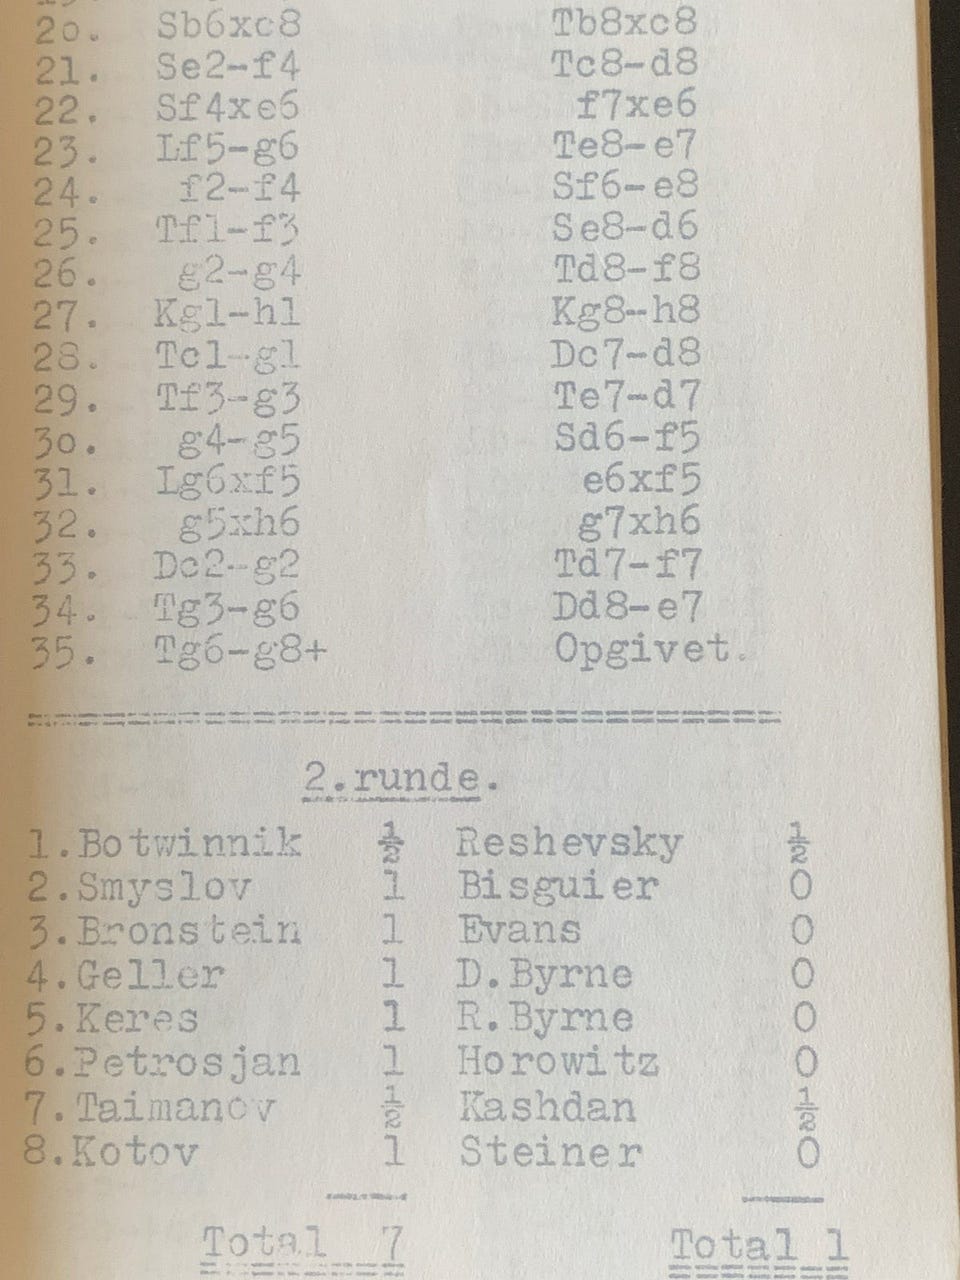 20. Sb6xc8 Tb8xc8
21. Se2-f4 Tc8-d8
22. Sf4xe6 f7xe6
23. Lf5-g6 Te8-e7
24. f2-f4 Sf6-e8
25. Tf1-f3 Se8-d6
26. g2-g4 Td8-f8
27. Kg1-h1 Kg8-h8
28. Tc1-g1 Dc7-d8
29. Tf3-g3 Te7-d7
30. g4-g5 Sd6-f5
31. Lg6xf5 e6xf5
32. g5xh6 g7xh6
33. Dc2-g2 Td7-f7
34. Tg3-g6 Dd8-e7
35. Tg6-g8+ Opgivet.
2.runde.
1.Botwinnik ½ Reshevsky ½
2.Smyslov 1 Bisguier 0
3.Bronstein 1 Evans 0
4.Geller 1 D.Byrne 0
5.Keres 1 R.Byrne 0
6.Petrosjan 1 Horowitz 0
7.Taimanov ½ Kashdan ½
8.Kotov 1 Steiner 0
Total 7 Total 1